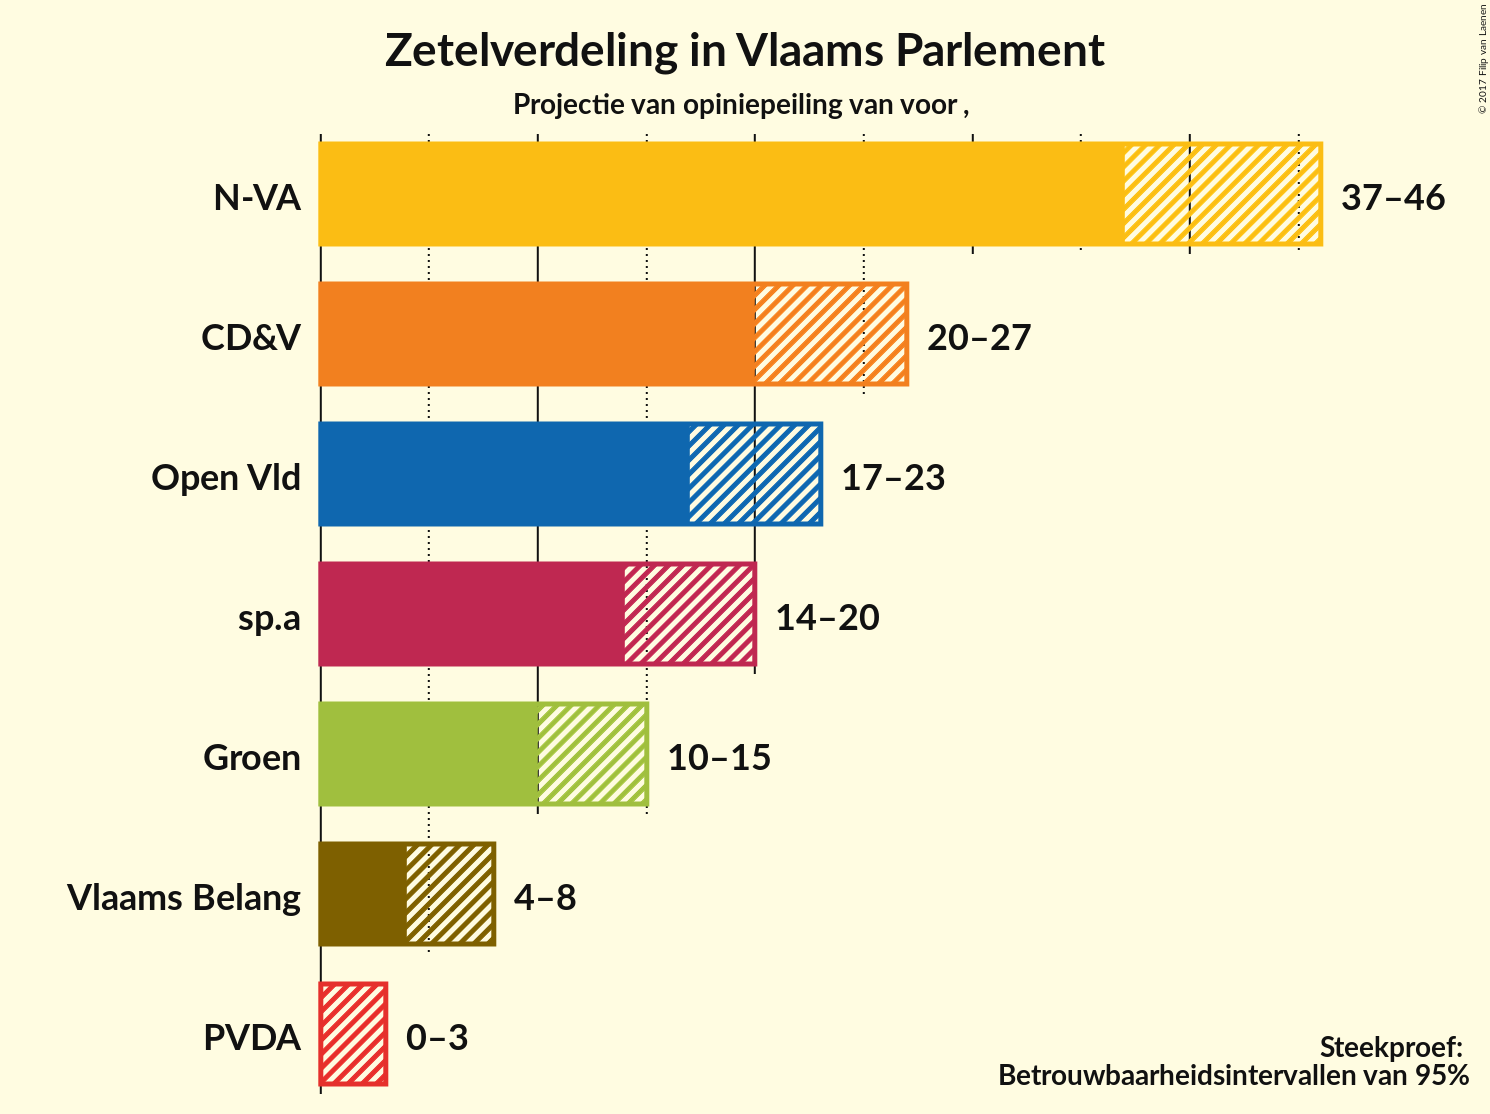 Zetelverdeling in Vlaams Parlement
Projectie van opiniepeiling van voor ,
© 2017 Filip van Laenen
N-VA
37–46
CD&V
20–27
Open Vld
17–23
sp.a
14–20
Groen
10–15
Vlaams Belang
4–8
PVDA
0–3
Steekproef:
Betrouwbaarheidsintervallen van 95%